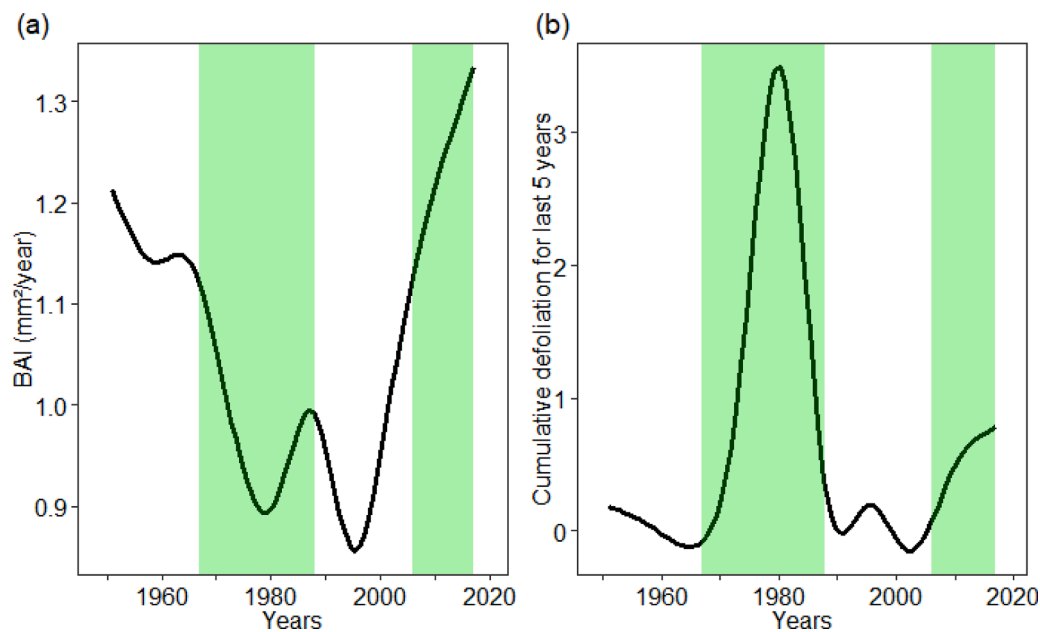 (a)
BAI (mm²/year)
1.3
1.2
1.1
1.0
0.9
1960
1980
2000
2020
Years
(b)
Cumulative defoliation for last 5 years
3
2
1
0
1960
1980
2000
2020
Years